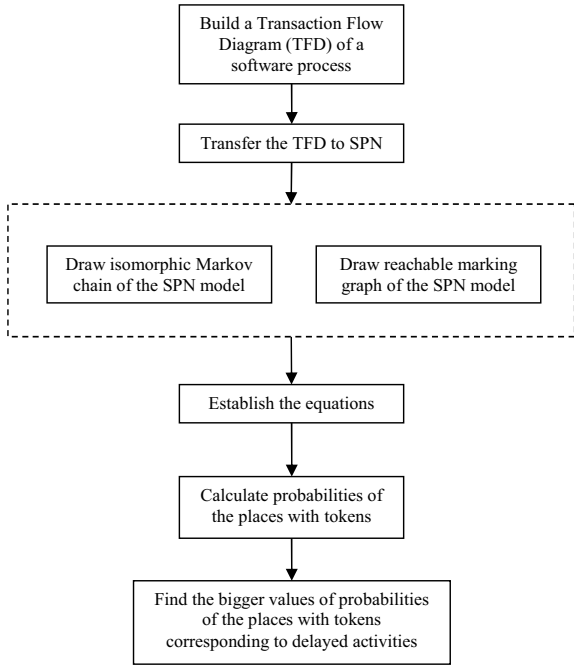 Build a Transaction Flow
Diagram (TFD) of a
software process
Transfer the TFD to SPN
Draw isomorphic Markov
chain of the SPN model
Draw reachable marking
graph of the SPN model
Establish the equations
Calculate probabilities of
the places with tokens
Find the bigger values of probabilities
of the places with tokens
corresponding to delayed activities